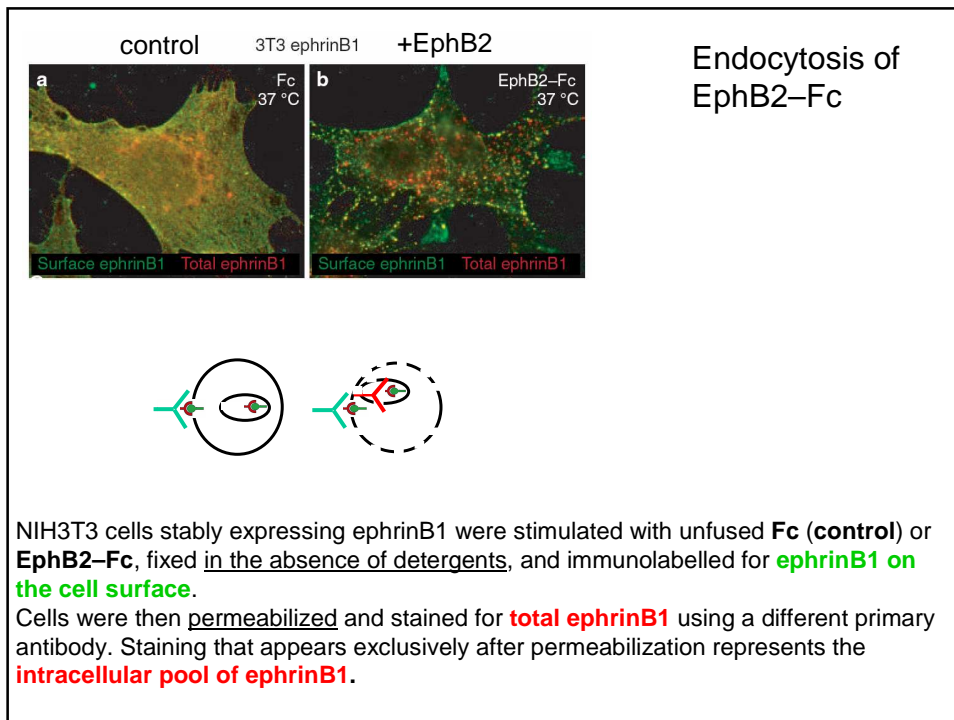 control 3T3 ephrinB1 +EphB2
Endocytosis of
EphB2–Fc
a Fc
37 °C
b EphB2–Fc
37 °C
Surface ephrinB1 Total ephrinB1
Surface ephrinB1 Total ephrinB1
NIH3T3 cells stably expressing ephrinB1 were stimulated with unfused Fc (control) or
EphB2–Fc, fixed in the absence of detergents, and immunolabelled for ephrinB1 on
the cell surface.
Cells were then permeabilized and stained for total ephrinB1 using a different primary
antibody. Staining that appears exclusively after permeabilization represents the
intracellular pool of ephrinB1.